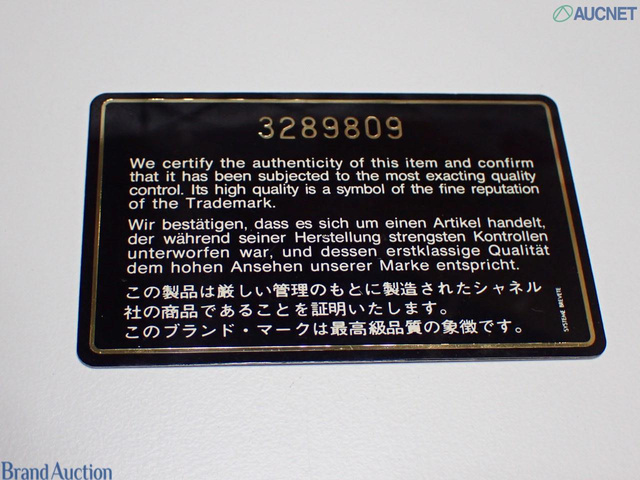 AUCNET
3289809
We certify the authenticity of this item and confirm
that it has been subjected to the most exacting quality
control. Its high quality is a symbol of the fine reputation
of the Trademark.
Wir bestätigen, dass es sich um einen Artikel handelt,
der während seiner Herstellung strengsten Kontrollen
unterworfen war, und dessen erstklassige Qualität
dem hohen Ansehen unserer Marke entspricht.
この製品は厳しい管理のもとに製造されたシャネル
社の商品であることを証明いたします。
このブランド・マークは最高級品質の象徴です。
SYSTEME BREVETE
Brand Auction